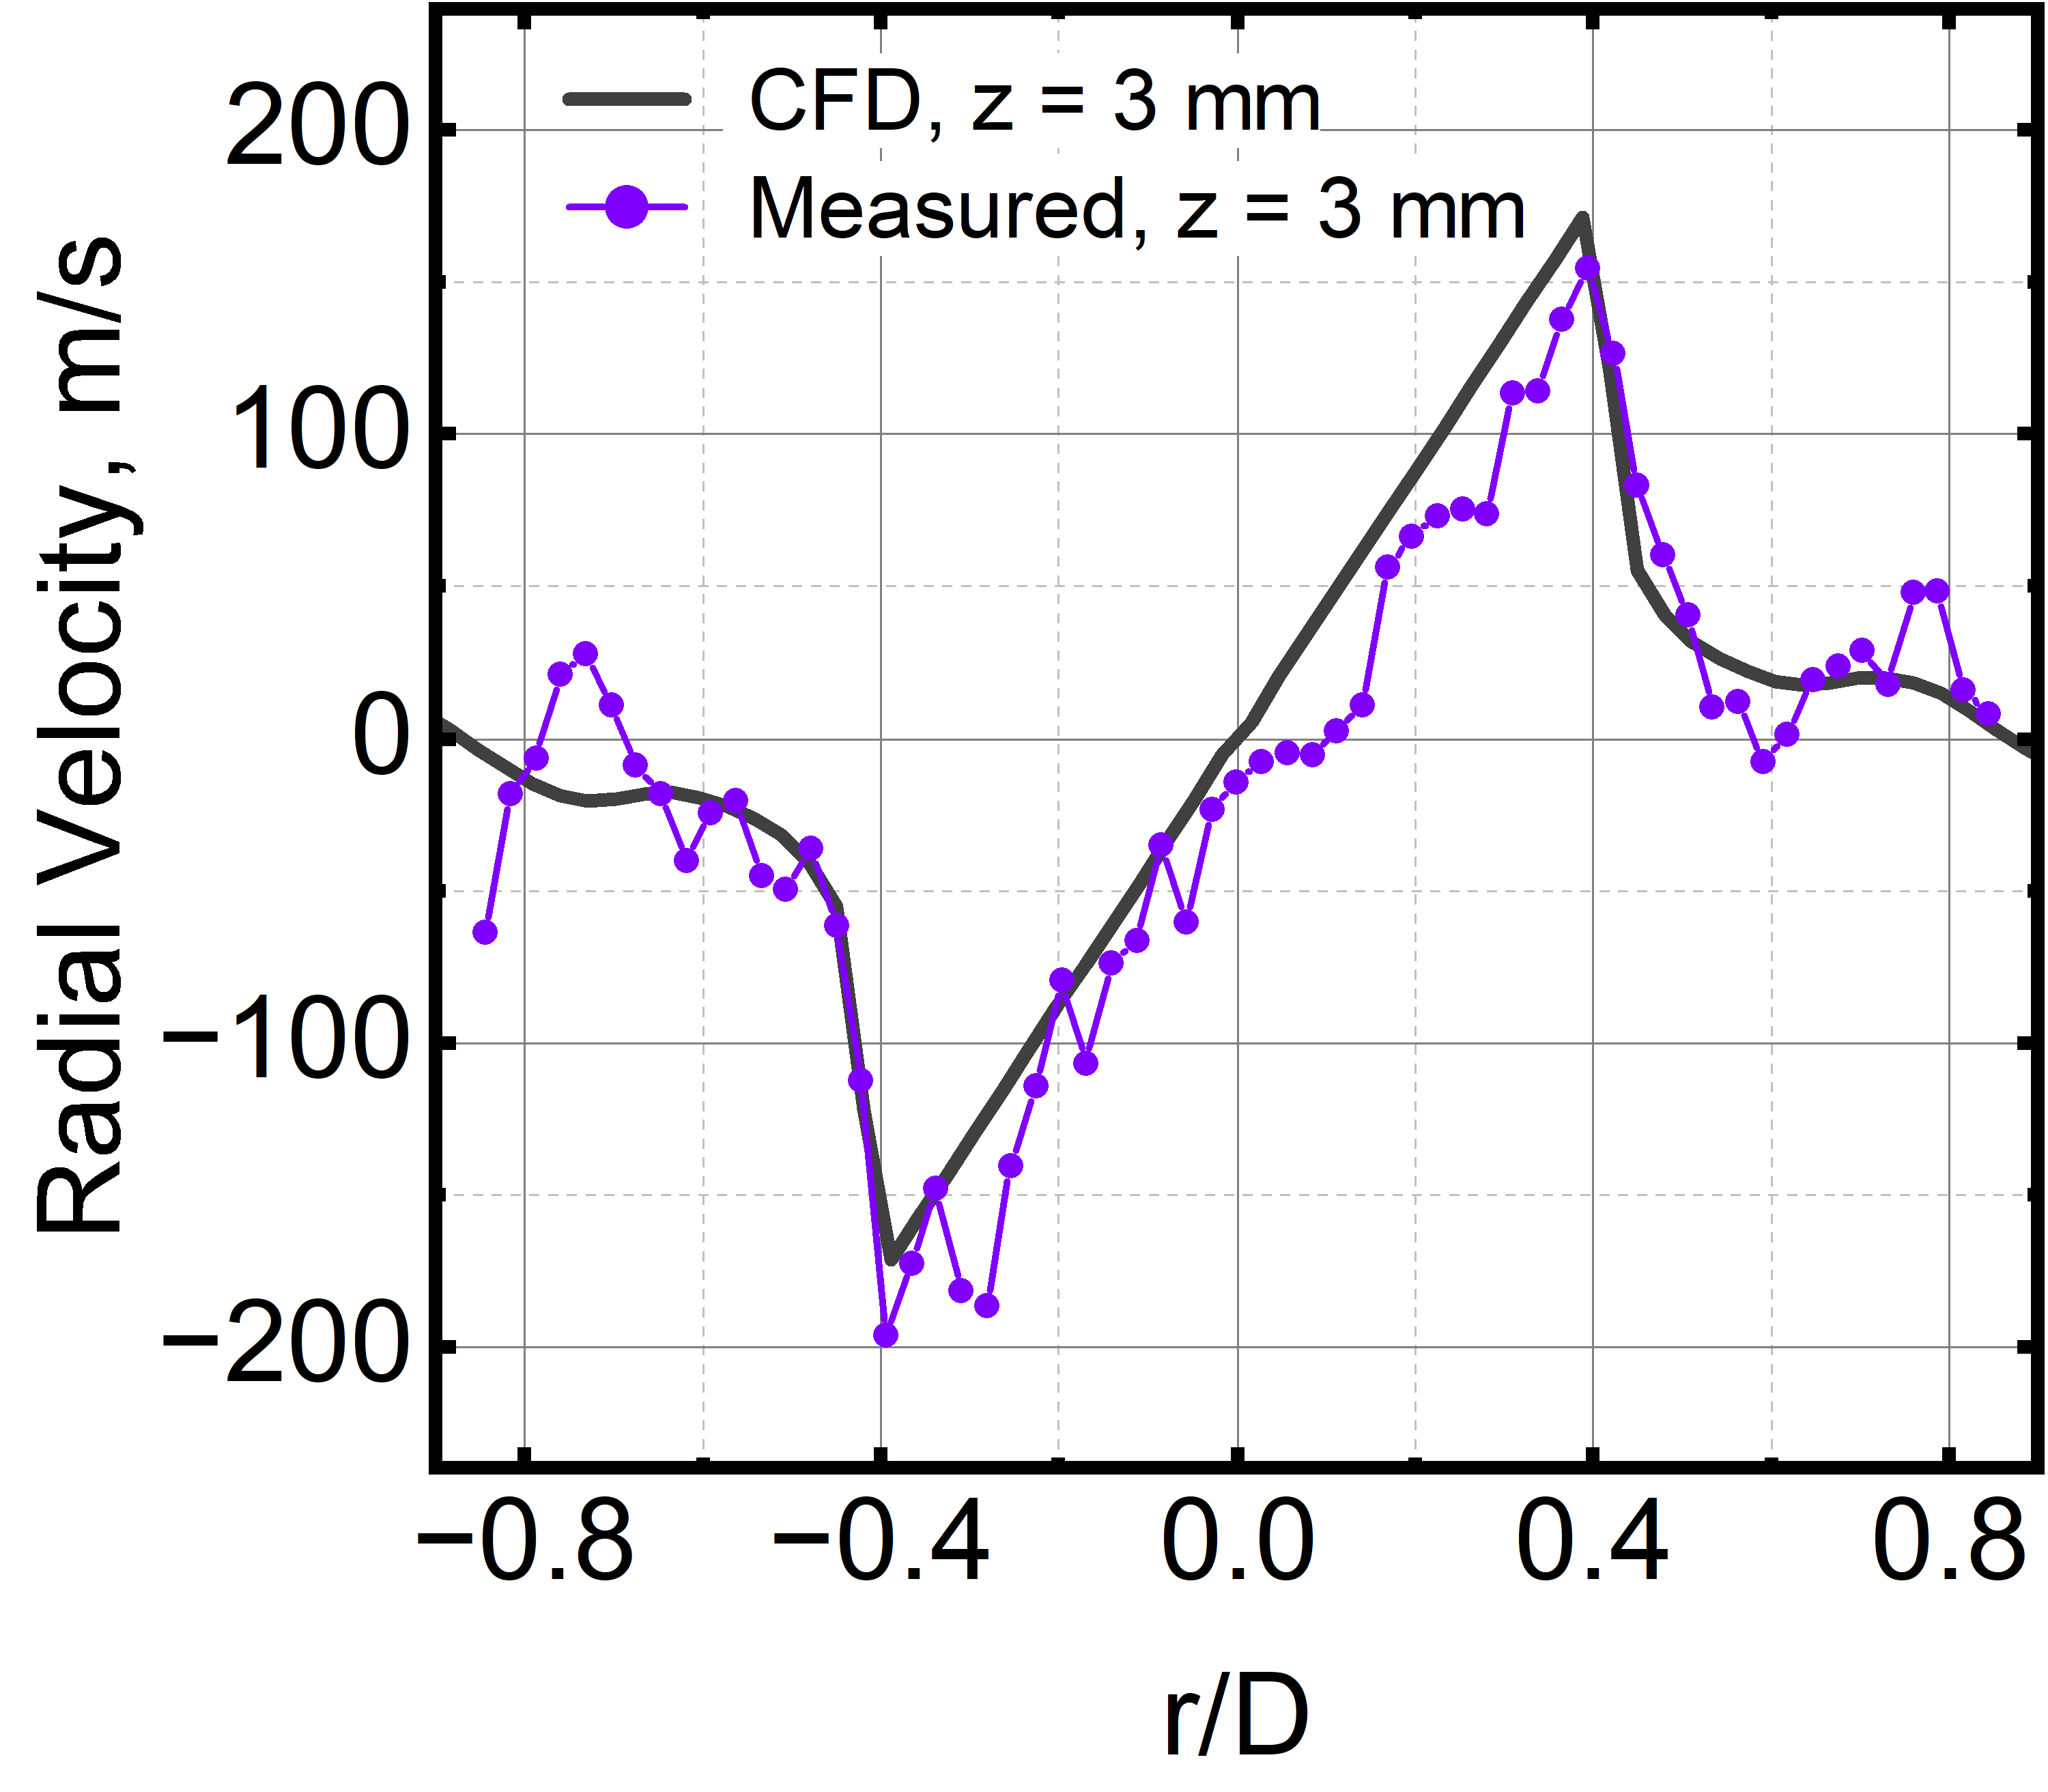 CFD, z = 3 mm
Measured, z = 3 mm
Radial Velocity, m/s
200
100
0
−100
−200
−0.8 −0.4 0.0 0.4 0.8
r/D